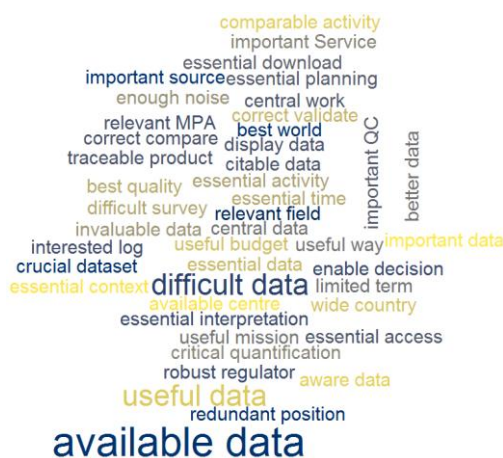 comparable activity
important Service
essential download
important source essential planning
enough noise central work
relevant MPA correct validate
correct compare best world important QC
traceable product display data better data
citable data
best quality essential activity
difficult survey essential time
relevant field
invaluable data central data
interested log useful budget useful way important data
crucial dataset essential data enable decision
essential context difficult data limited term
available centre wide country
essential interpretation
useful mission essential access
critical quantification
robust regulator aware data
useful data
redundant position
available data